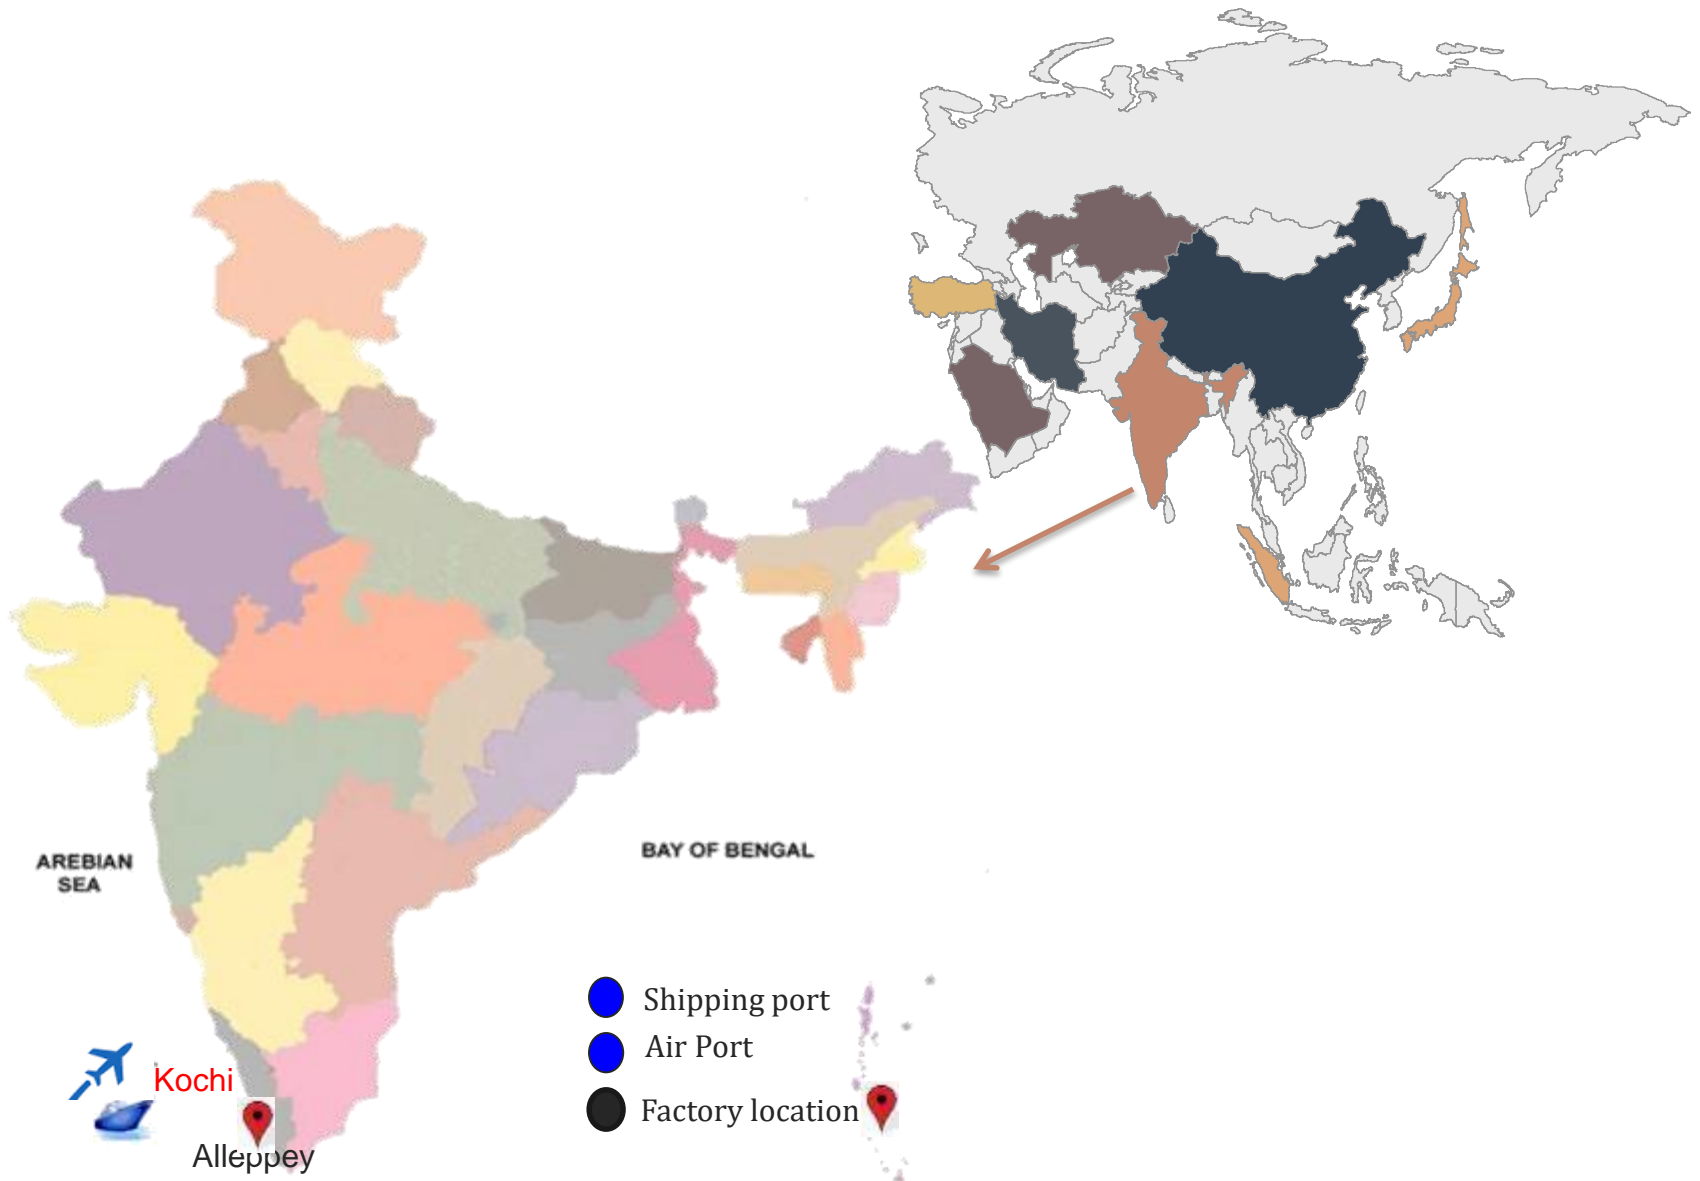 AREBIAN
SEA
BAY OF BENGAL
Shipping port
Air Port
Kochi
Factory location
Alleppey